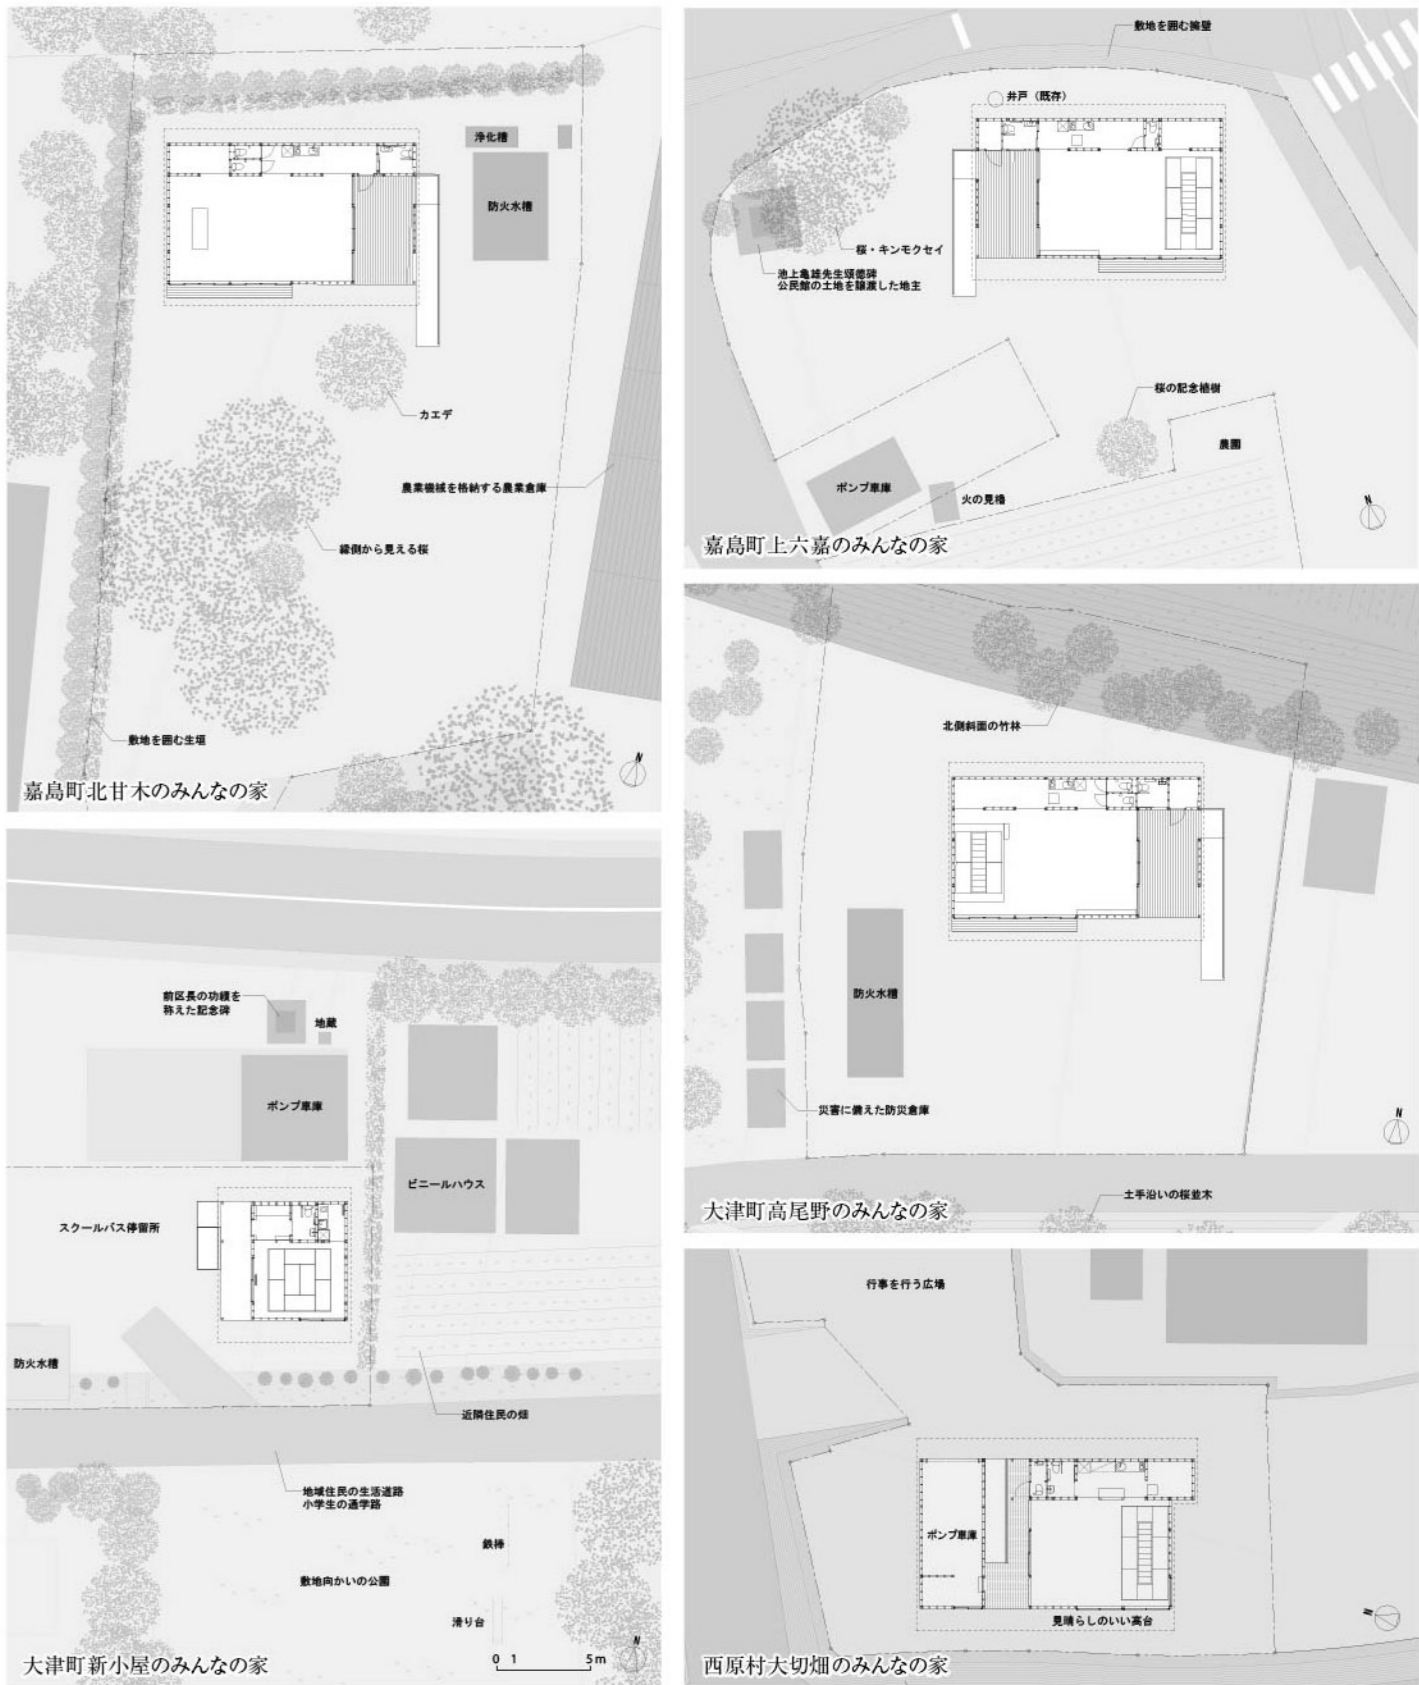 浄化槽
防火水槽
カエデ
農業機械を格納する農業倉庫
縁側から見える桜
敷地を囲む生垣
N
嘉島町北甘木のみんなの家
敷地を囲む擁壁
井戸（既存）
桜・キンモクセイ
池上亀雄先生頌徳碑
公民館の土地を譲渡した地主
桜の記念植樹
農園
ポンプ車庫
火の見櫓
N
嘉島町上六嘉のみんなの家
北側斜面の竹林
防火水槽
災害に備えた防災倉庫
N
土手沿いの桜並木
大津町高尾野のみんなの家
前区長の功績を
称えた記念碑
地蔵
ポンプ車庫
ビニールハウス
スクールバス停留所
防火水槽
近隣住民の畑
地域住民の生活道路
小学生の通学路
鉄棒
敷地向かいの公園
滑り台
N
0 1 5m
大津町新小屋のみんなの家
行事を行う広場
ポンプ車庫
見晴らしのいい高台
N
西原村大切畑のみんなの家